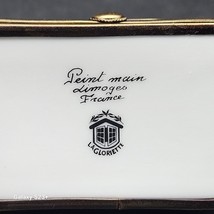 Peint main
Limoges
France
LA GLORIETTE